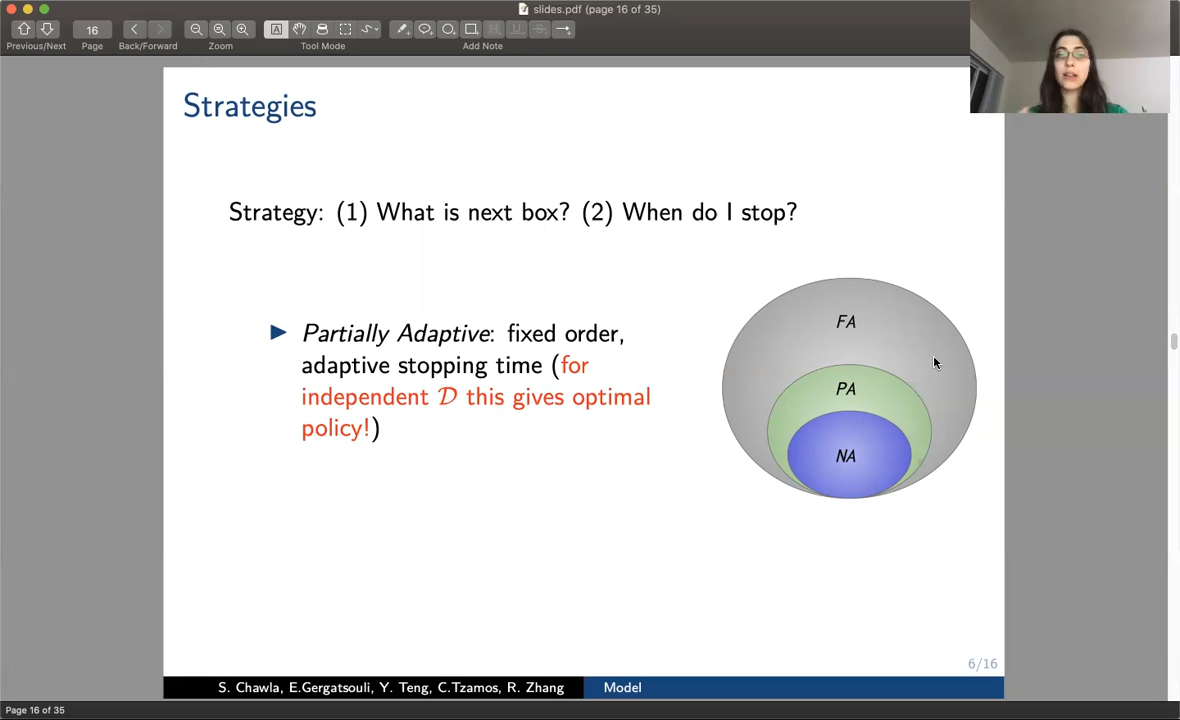 slides.pdf (page 16 of 35)
16
Previous/Next Page Back/Forward Zoom Tool Mode Add Note
Strategies
Strategy: (1) What is next box? (2) When do I stop?
Partially Adaptive: fixed order,
adaptive stopping time (for
independent D this gives optimal
policy!)
FA
PA
NA
6/16
S. Chawla, E.Gergatsouli, Y. Teng, C.Tzamos, R. Zhang Model
Page 16 of 35